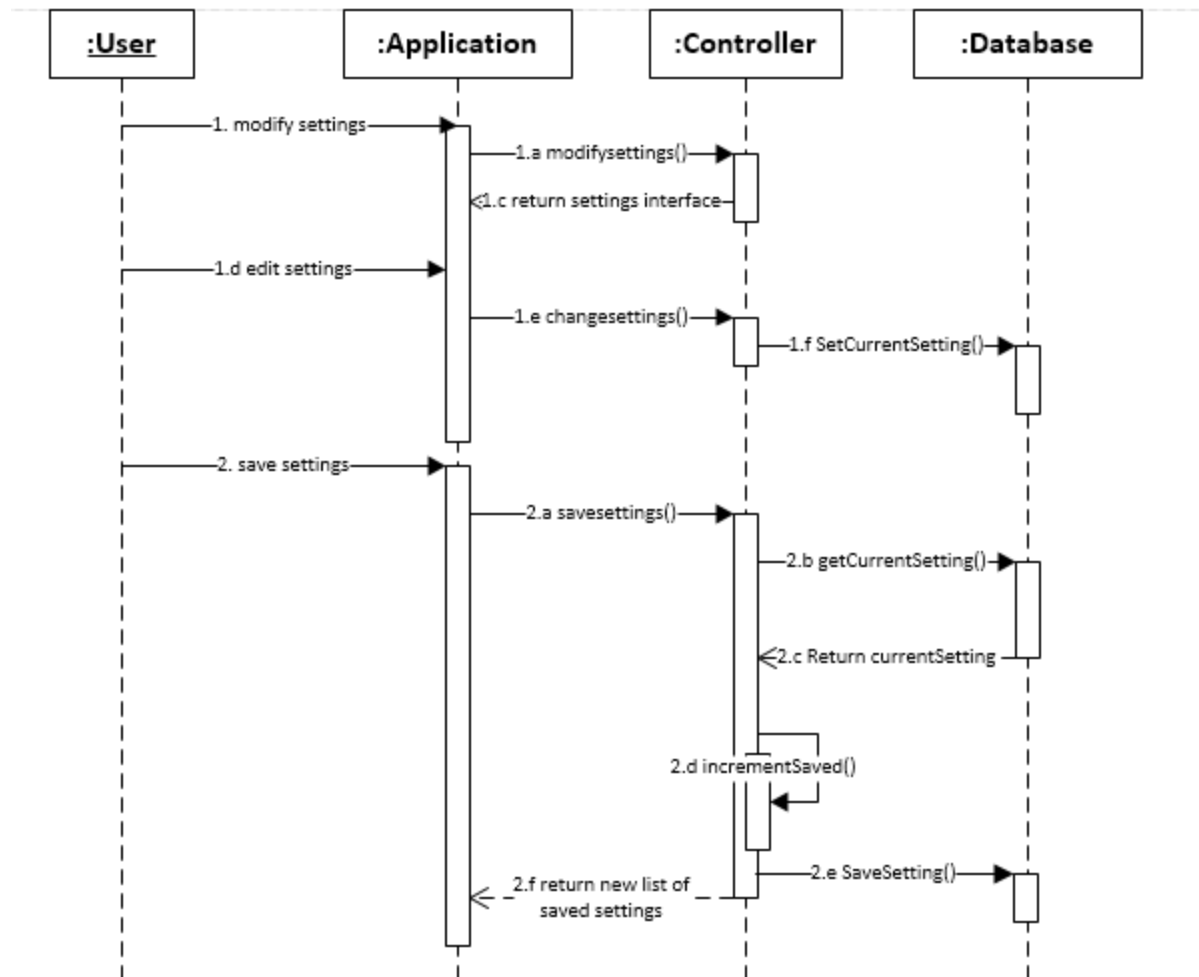 :User
:Application
:Controller
:Database
1. modify settings
1.a modifysettings()
1.c return settings interface
1.d edit settings
1.e changesettings()
1.f SetCurrentSetting()
2. save settings
2.a savesettings()
2.b getCurrentSetting()
2.c Return currentSetting
2.d incrementSaved()
2.e SaveSetting()
2.f return new list of
saved settings